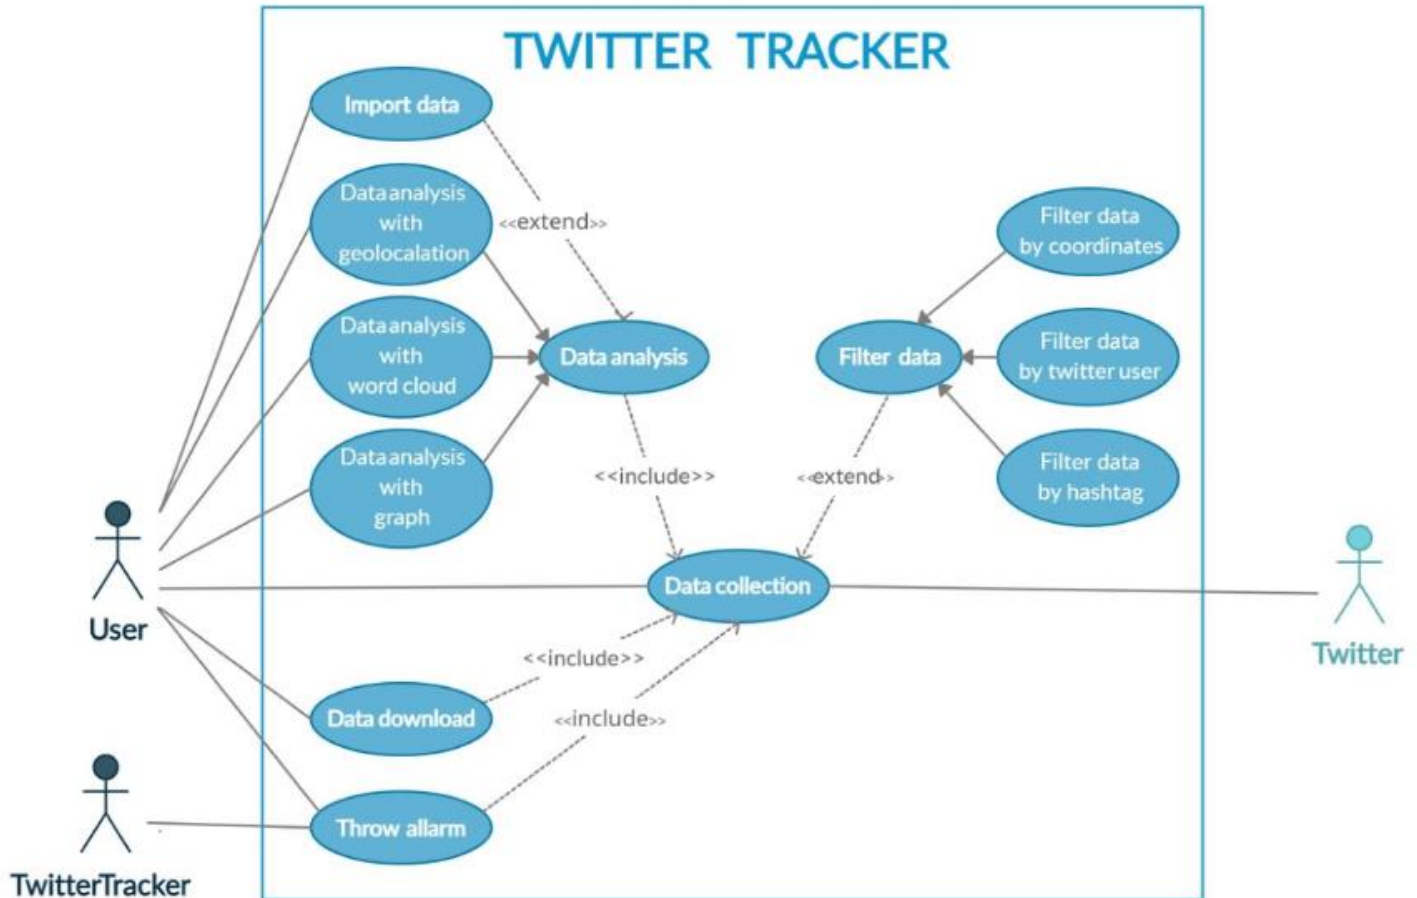 TWITTER TRACKER
Import data
Data analysis
with
geolocalation
<<extend>>
Data analysis
with
word cloud
Data analysis
with
graph
Data analysis
Filter data
Filter data
by coordinates
Filter data
by twitter user
Filter data
by hashtag
<<include>>
<<extend>>
Data collection
User
Twitter
<<include>>
Data download
<<include>>
Throw allarm
TwitterTracker